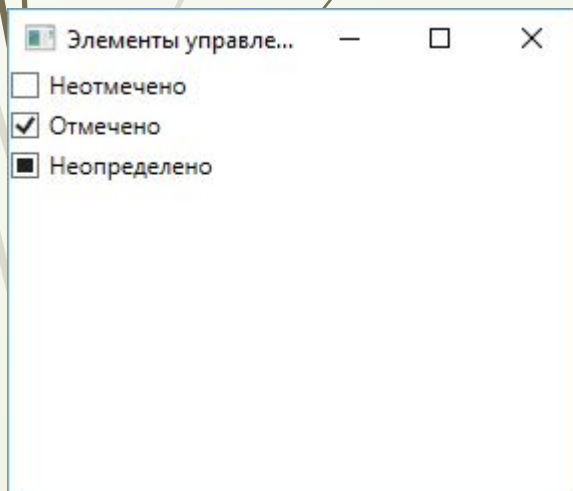 Элементы управле...
Неотмечено
Отмечено
Неопределено